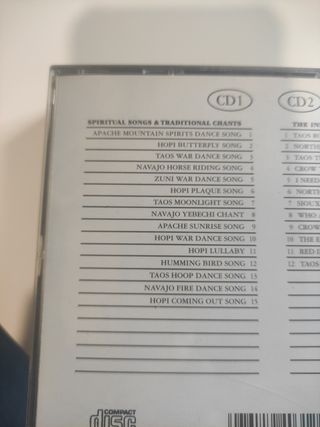 CD1
SPIRITUAL SONGS & TRADITIONAL CHANTS
APACHE MOUNTAIN SPIRITS DANCE SONG 1
HOPI BUTTERFLY SONG 2
TAOS WAR DANCE SONG 3
NAVAJO HORSE RIDING SONG 4
ZUNI WAR DANCE SONG 5
HOPI PLAQUE SONG 6
TAOS MOONLIGHT SONG 7
NAVAJO YEBECHI CHANT 8
APACHE SUNRISE SONG 9
HOPI WAR DANCE SONG 10
HOPI LULLABY 11
HUMMING BIRD SONG 12
TAOS HOOP DANCE SONG 13
NAVAJO FIRE DANCE SONG 14
HOPI COMING OUT SONG 15
CD2
THE
1 TAOS
2 NORTH
3 TAOS
4 CROW
5 I NEED
6 NORTH
7 SIOUX
8 WHO
9 CROW
10 THE
11 RED
12 TAOS
COMPACT
disc